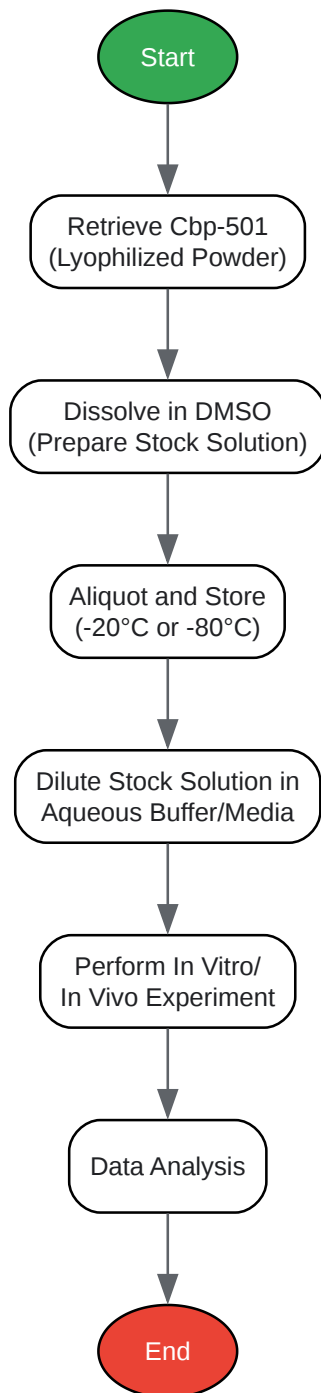 Start
Retrieve Cbp-501
(Lyophilized Powder)
Dissolve in DMSO
(Prepare Stock Solution)
Aliquot and Store
(-20°C or -80°C)
Dilute Stock Solution in
Aqueous Buffer/Media
Perform In Vitro/
In Vivo Experiment
Data Analysis
End